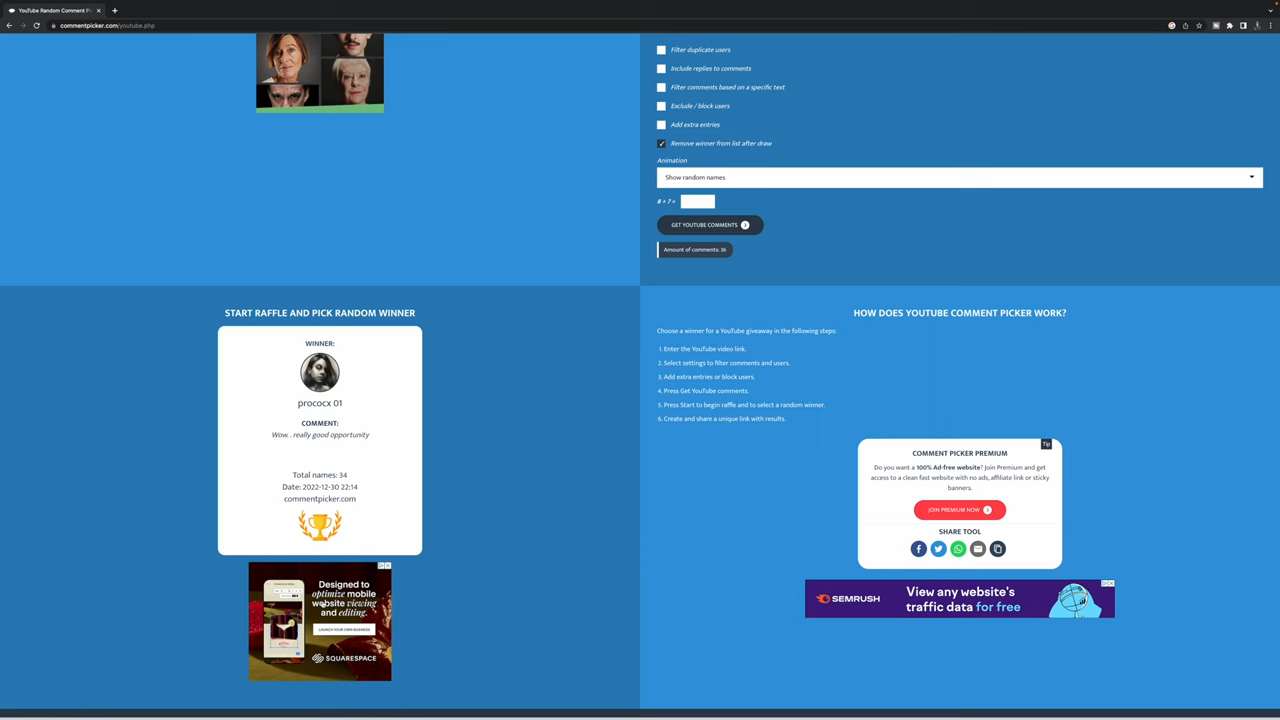 YouTube Random Comment Pi
commentpicker.com/youtube.php
Filter duplicate users
Include replies to comments
Filter comments based on a specific text
Exclude / block users
Add extra entries
Remove winner from list after draw
Animation
Show random names
8 + 7 =
GET YOUTUBE COMMENTS
Amount of comments: 36
START RAFFLE AND PICK RANDOM WINNER
WINNER:
prococx 01
COMMENT:
Wow. . really good opportunity
Total names: 34
Date: 2022-12-30 22:14
commentpicker.com
Designed to
optimize mobile
website viewing
and editing.
LAUNCH YOUR OWN BUSINESS
SQUARESPACE
HOW DOES YOUTUBE COMMENT PICKER WORK?
Choose a winner for a YouTube giveaway in the following steps:
1. Enter the YouTube video link.
2. Select settings to filter comments and users.
3. Add extra entries or block users.
4. Press Get YouTube comments.
5. Press Start to begin raffle and to select a random winner.
6. Create and share a unique link with results.
Tip
COMMENT PICKER PREMIUM
Do you want a 100% Ad-free website? Join Premium and get
access to a clean fast website with no ads, affiliate link or sticky
banners.
JOIN PREMIUM NOW
SHARE TOOL
SEMRUSH
View any website's
traffic data for free